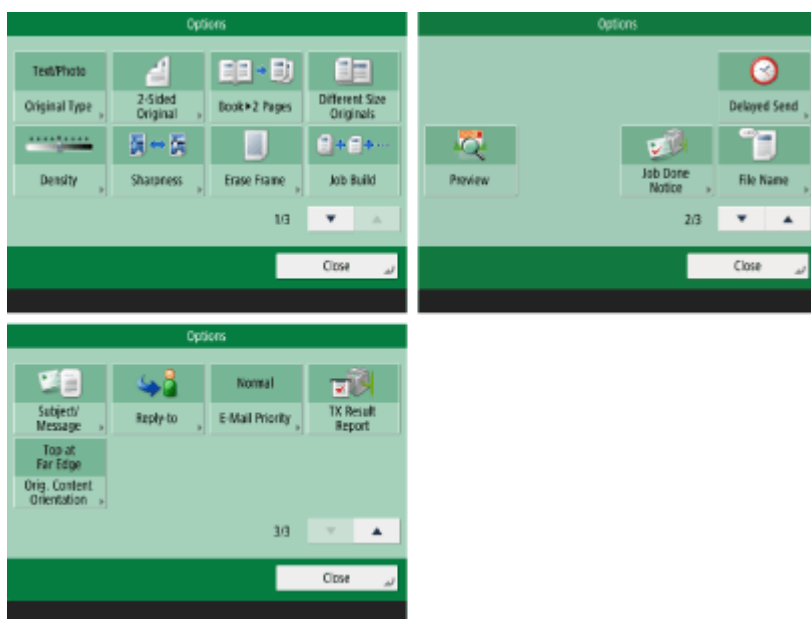 Options
Text/Photo
Original Type
2-Sided
Original
Book▶2 Pages
Different Size
Originals
Density
Sharpness
Erase Frame
Job Build
1/3
Close
Options
Delayed Send
Preview
Job Done
Notice
File Name
2/3
Close
Options
Subject/
Message
Reply-to
Normal
E-Mail Priority
TX Result
Report
Top at
Far Edge
Orig. Content
Orientation
3/3
Close